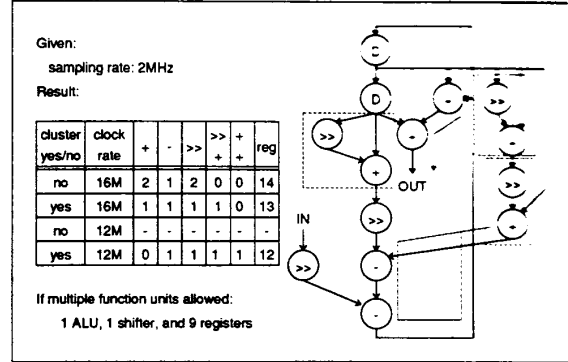 Given:
sampling rate: 2MHz
Result:
cluster yes/no clock rate + - >> >> + + + reg
no 16M 2 1 2 0 0 14
yes 16M 1 1 1 1 0 13
no 12M - - - - - -
yes 12M 0 1 1 1 1 12
If multiple function units allowed:
1 ALU, 1 shifter, and 9 registers
D
>>
>>
-
+
OUT
-
>>
>>
IN
+
>>
-
-